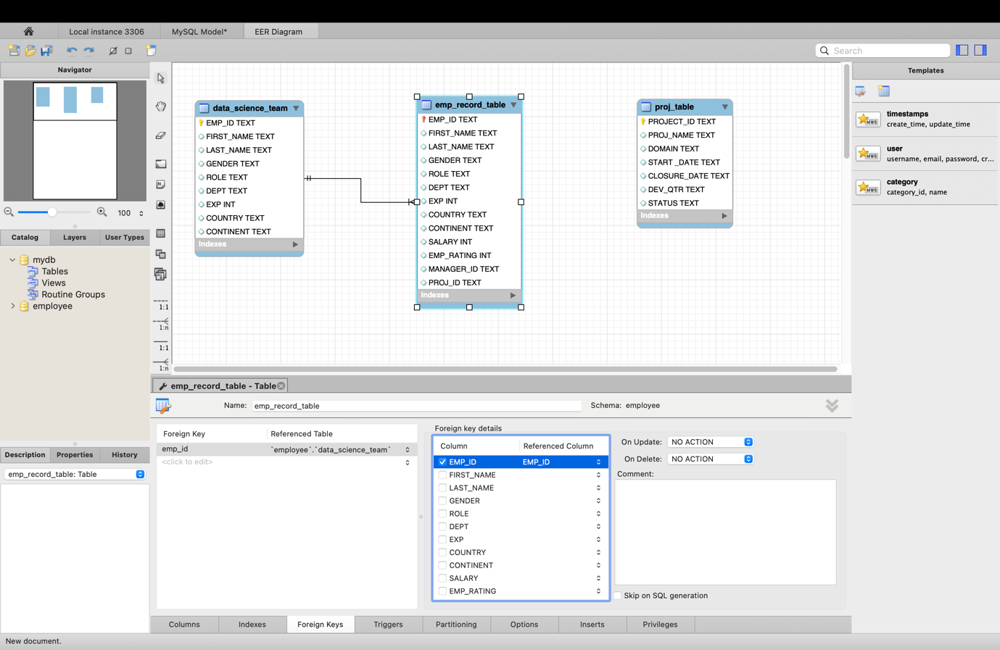 Local instance 3306
MySQL Model*
EER Diagram
Search
Navigator
100
Catalog
Layers
User Types
mydb
Tables
Views
Routine Groups
employee
Description
Properties
History
emp_record_table: Table
New document.
1:1
1:n
1:1
1:n
data_science_team
EMP_ID TEXT
FIRST_NAME TEXT
LAST_NAME TEXT
GENDER TEXT
ROLE TEXT
DEPT TEXT
EXP INT
COUNTRY TEXT
CONTINENT TEXT
Indexes
emp_record_table
EMP_ID TEXT
FIRST_NAME TEXT
LAST_NAME TEXT
GENDER TEXT
ROLE TEXT
DEPT TEXT
EXP INT
COUNTRY TEXT
CONTINENT TEXT
SALARY INT
EMP_RATING INT
MANAGER_ID TEXT
PROJ_ID TEXT
Indexes
proj_table
PROJECT_ID TEXT
PROJ_NAME TEXT
DOMAIN TEXT
START _DATE TEXT
CLOSURE_DATE TEXT
DEV_QTR TEXT
STATUS TEXT
Indexes
Templates
MWB
timestamps
create_time, update_time
MWB
user
username, email, password, cr...
MWB
category
category_id, name
emp_record_table - Table
Name: emp_record_table
Schema: employee
Foreign Key
Referenced Table
emp_id
`employee`.`data_science_team`
<click to edit>
Foreign key details
Column
Referenced Column
EMP_ID
EMP_ID
FIRST_NAME
LAST_NAME
GENDER
ROLE
DEPT
EXP
COUNTRY
CONTINENT
SALARY
EMP_RATING
On Update: NO ACTION
On Delete: NO ACTION
Comment:
Skip on SQL generation
Columns
Indexes
Foreign Keys
Triggers
Partitioning
Options
Inserts
Privileges